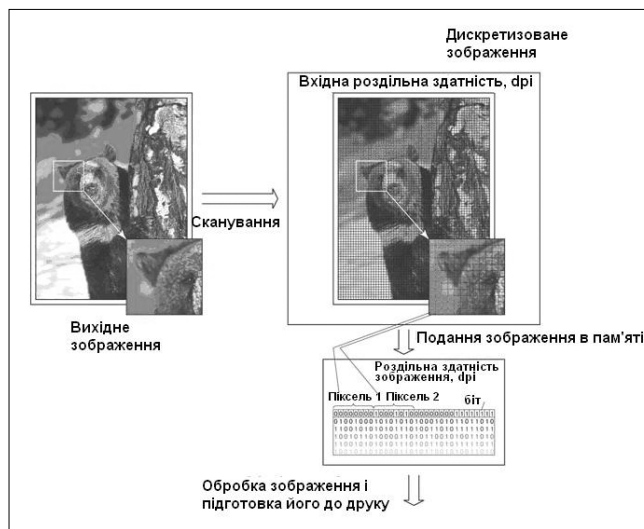 Дискретизоване
зображення
Вхідна роздільна здатність, dpi
Сканування
Вихідне
зображення
Подання зображення в пам'яті
Роздільна здатність
зображення, dpi
Піксель 1 Піксель 2 біт
Обробка зображення і
підготовка його до друку